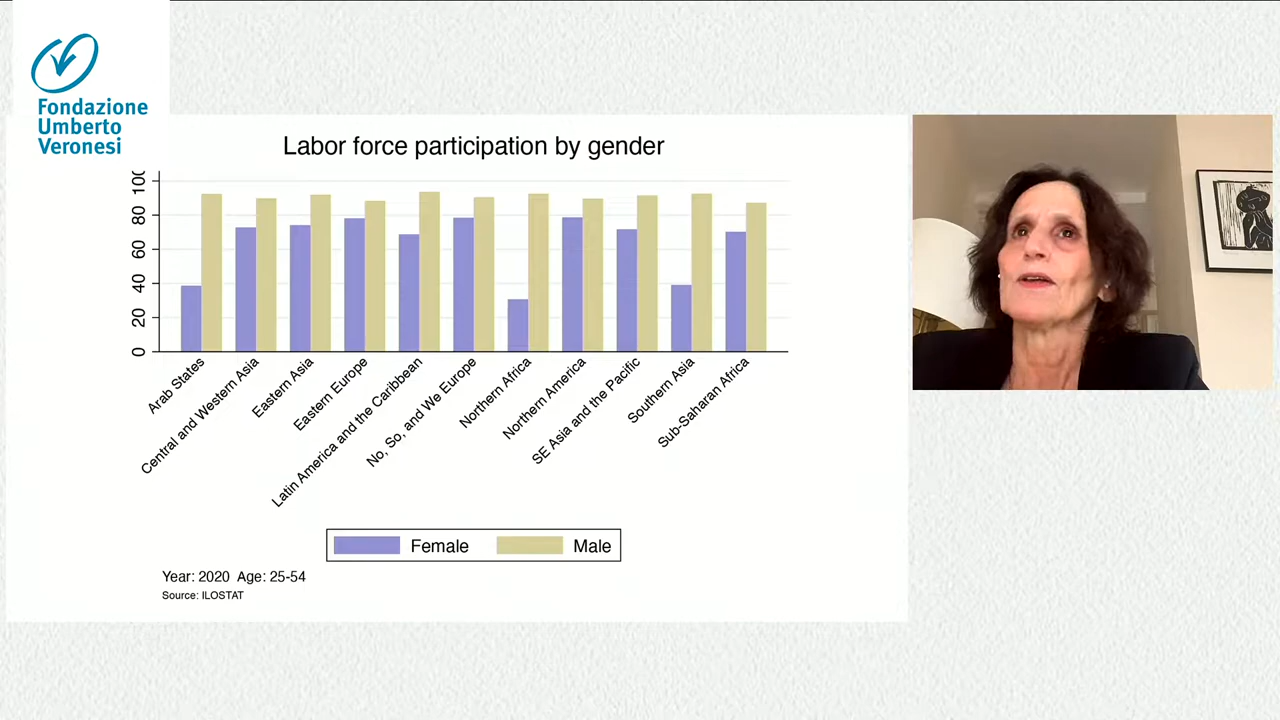 Fondazione
Umberto
Veronesi
Labor force participation by gender
80
60
40
20
0
Arab States
Central and Western Asia
Eastern Asia
Eastern Europe
Latin America and the Caribbean
No, So, and We Europe
Northern Africa
Northern America
SE Asia and the Pacific
Southern Asia
Sub-Saharan Africa
Female Male
Year: 2020 Age: 25-54
Source: ILOSTAT